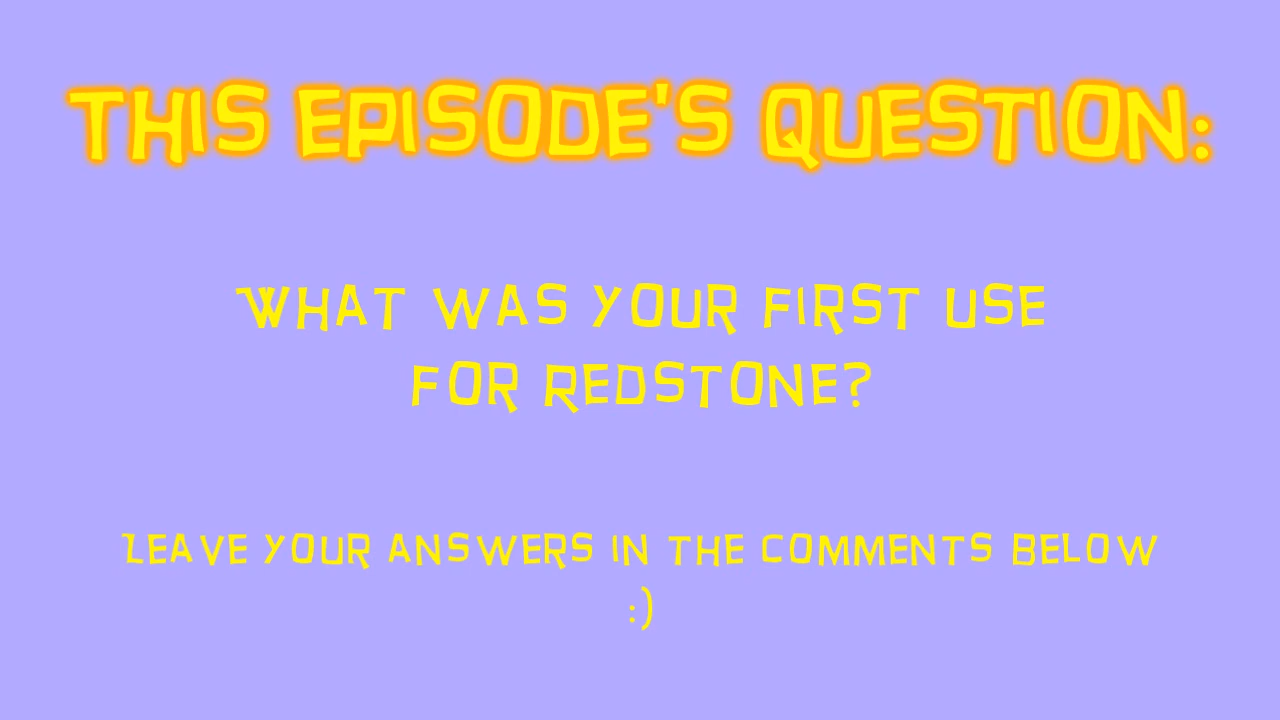 THIS EPISODE'S QUESTION:
WHAT WAS YOUR FIRST USE
FOR REDSTONE?
LEAVE YOUR ANSWERS IN THE COMMENTS BELOW
:)